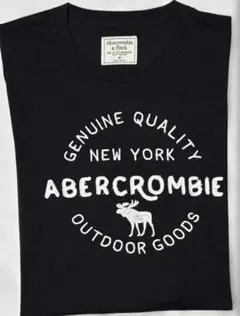 Abercrombie
& Fitch
GENUINE QUALITY
NEW YORK
ABERCROMBIE
OUTDOOR GOODS